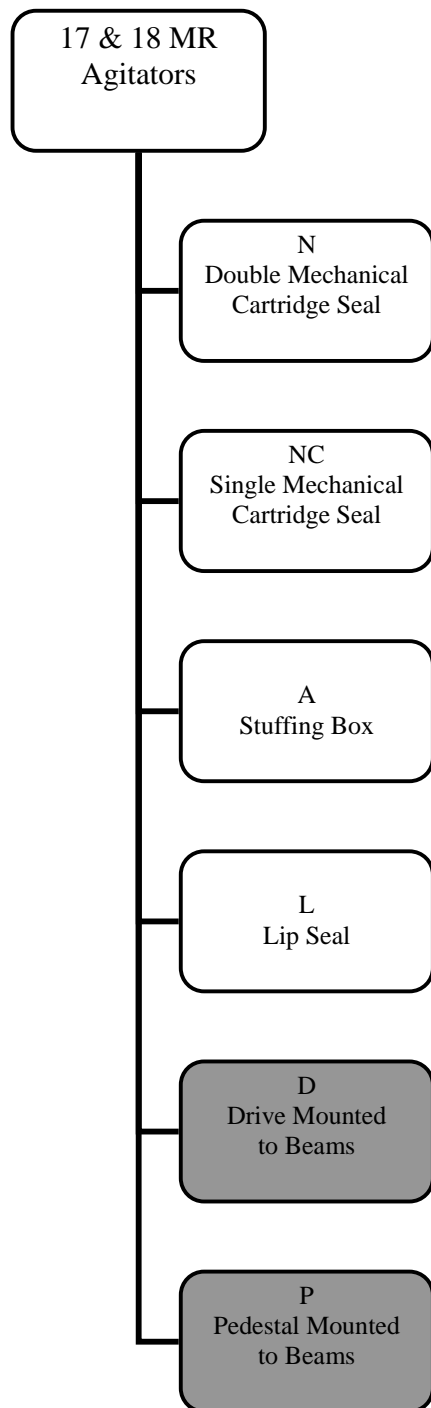 17 & 18 MR
Agitators
N
Double Mechanical
Cartridge Seal
NC
Single Mechanical
Cartridge Seal
A
Stuffing Box
L
Lip Seal
D
Drive Mounted
to Beams
P
Pedestal Mounted
to Beams